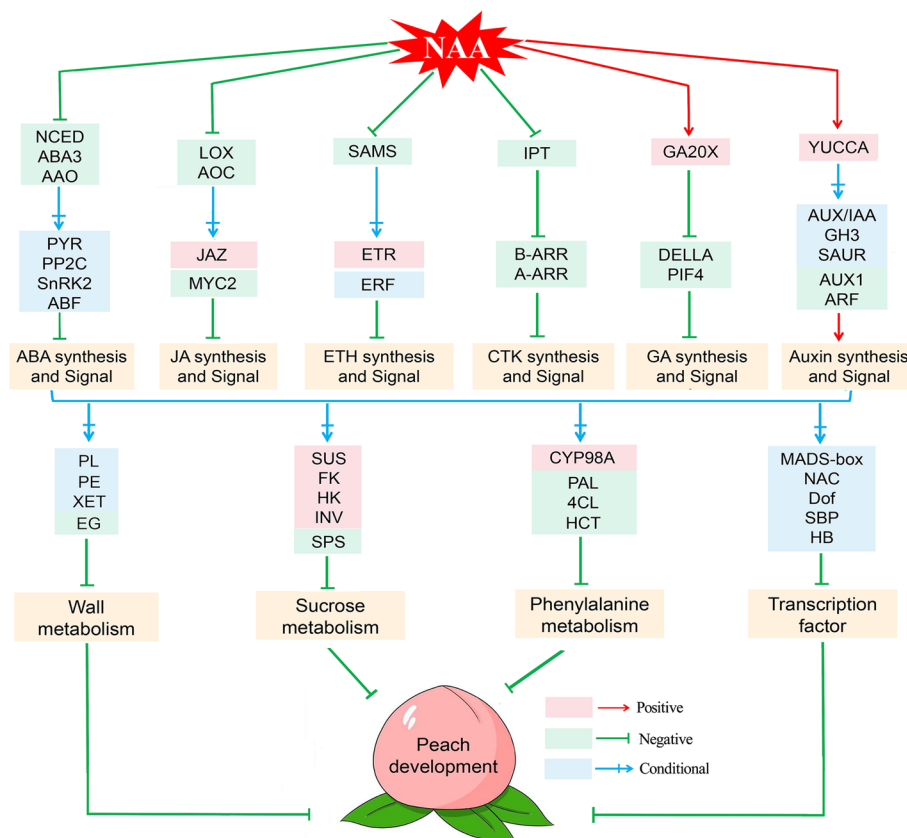 NAA
NCED
ABA3
AAO
LOX
AOC
SAMS
IPT
GA20X
YUCCA
PYR
PP2C
SnRK2
ABF
JAZ
MYC2
ETR
ERF
B-ARR
A-ARR
DELLA
PIF4
AUX/IAA
GH3
SAUR
AUX1
ARF
ABA synthesis
and Signal
JA synthesis
and Signal
ETH synthesis
and Signal
CTK synthesis
and Signal
GA synthesis
and Signal
Auxin synthesis
and Signal
PL
PE
XET
EG
SUS
FK
HK
INV
SPS
CYP98A
PAL
4CL
HCT
MADS-box
NAC
Dof
SBP
HB
Wall
metabolism
Sucrose
metabolism
Phenylalanine
metabolism
Transcription
factor
Peach
development
Positive
Negative
Conditional